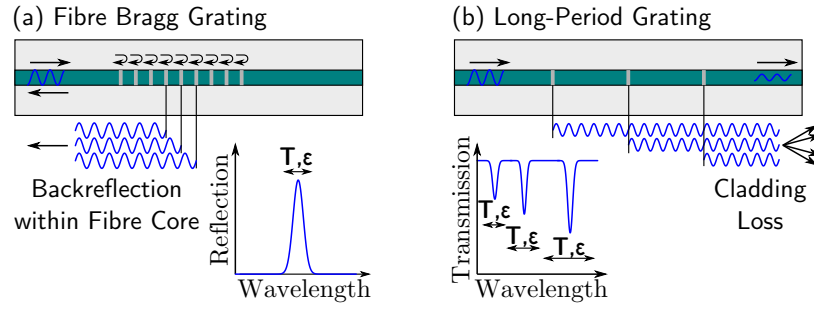 (a) Fibre Bragg Grating
Backreflection
within Fibre Core
T,ε
Reflection
Wavelength
(b) Long-Period Grating
Cladding
Loss
Transmission
T,ε
T,ε
T,ε
Wavelength